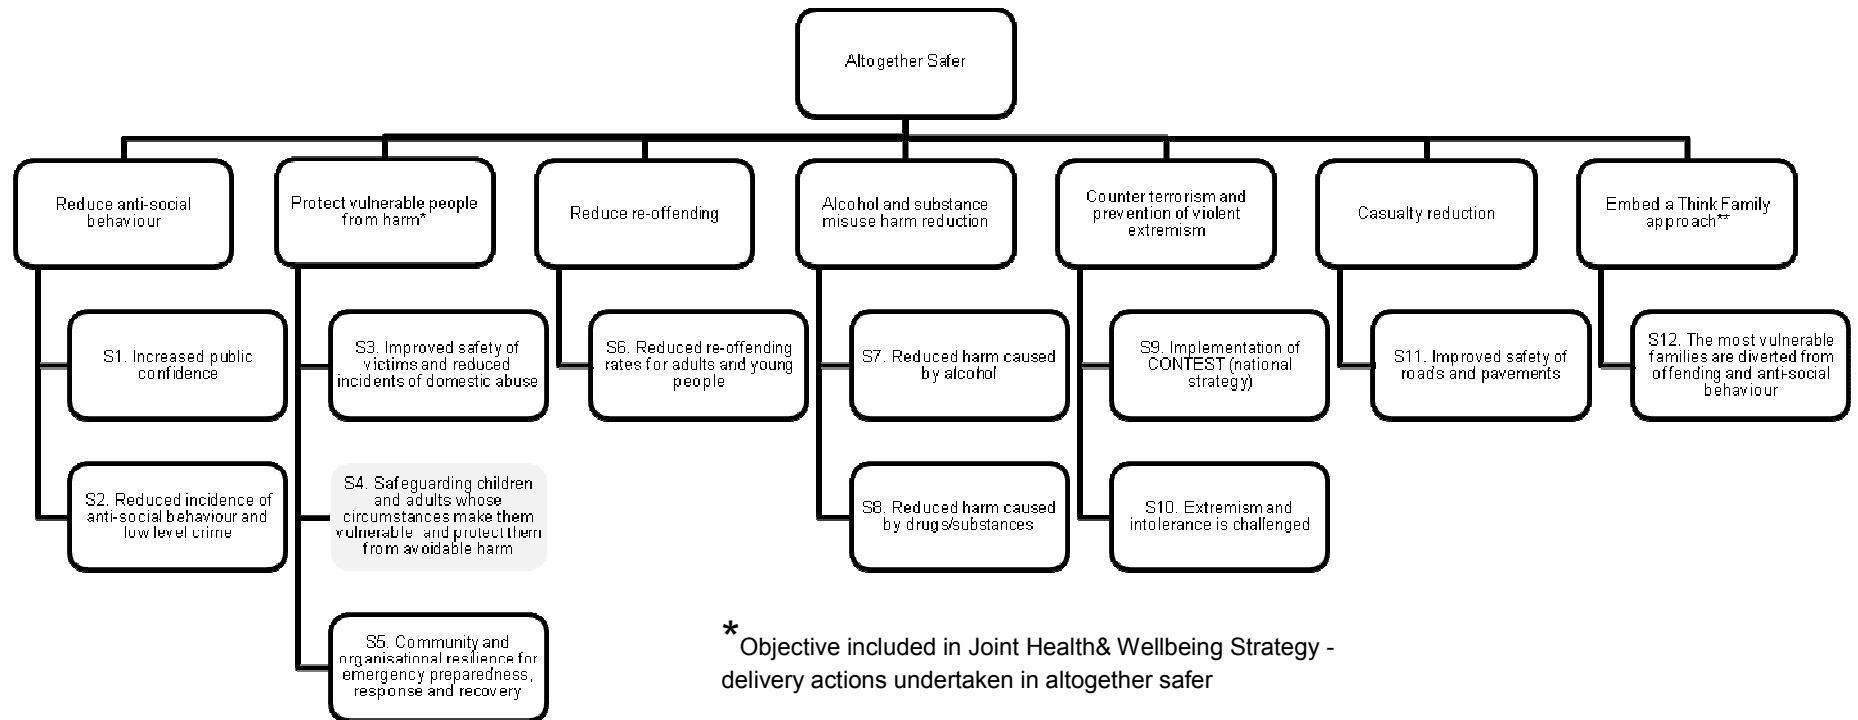 Altogether Safer
Reduce anti-social
behaviour
Protect vulnerable people
from harm*
Reduce re-offending
Alcohol and substance
misuse harm reduction
Counter terrorism and
prevention of violent
extremism
Casualty reduction
Embed a Think Family
approach**
S1. Increased public
confidence
S3. Improved safety of
victims and reduced
incidents of domestic abuse
S6. Reduced re-offending
rates for adults and young
people
S7. Reduced harm caused
by alcohol
S9. Implementation of
CONTEST (national
strategy)
S11. Improved safety of
roads and pavements
S12. The most vulnerable
families are diverted from
offending and anti-social
behaviour
S2. Reduced incidence of
anti-social behaviour and
low level crime
S4. Safeguarding children
and adults whose
circumstances make them
vulnerable and protect them
from avoidable harm
S8. Reduced harm caused
by drugs/substances
S10. Extremism and
intolerance is challenged
S5. Community and
organisational resilience for
emergency preparedness,
response and recovery
*Objective included in Joint Health& Wellbeing Strategy -
delivery actions undertaken in altogether safer